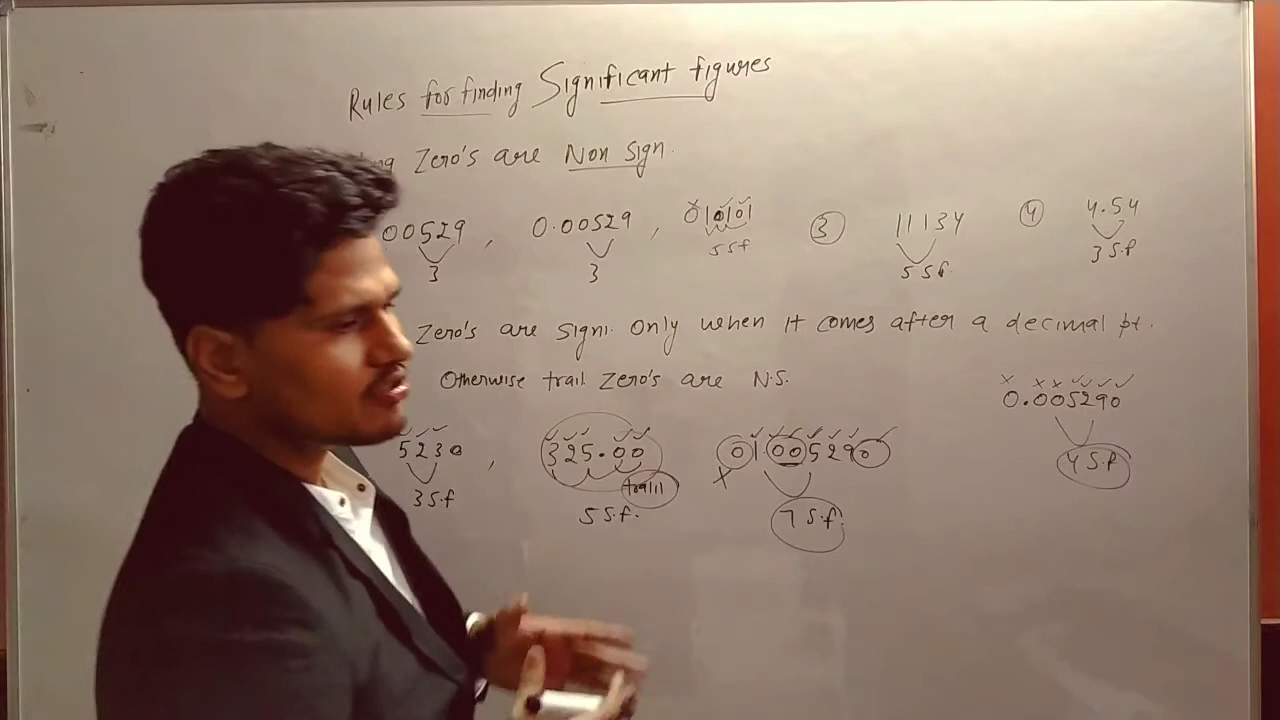 Rules for finding Significant figures
Zero's are Non Sign.
00529 , 0.00529 , 010101 ③ 11134 ④ 4.54
3 3 5 S.f 5 S.f. 3 S.f
Zero's are signi. Only when it comes after a decimal pt.
Otherwise trail Zero's are N.S.
0.005290
5230 , 325.00 01.005290
trail 4 S.f
3 S.f 5 S.f. 7 S.f.